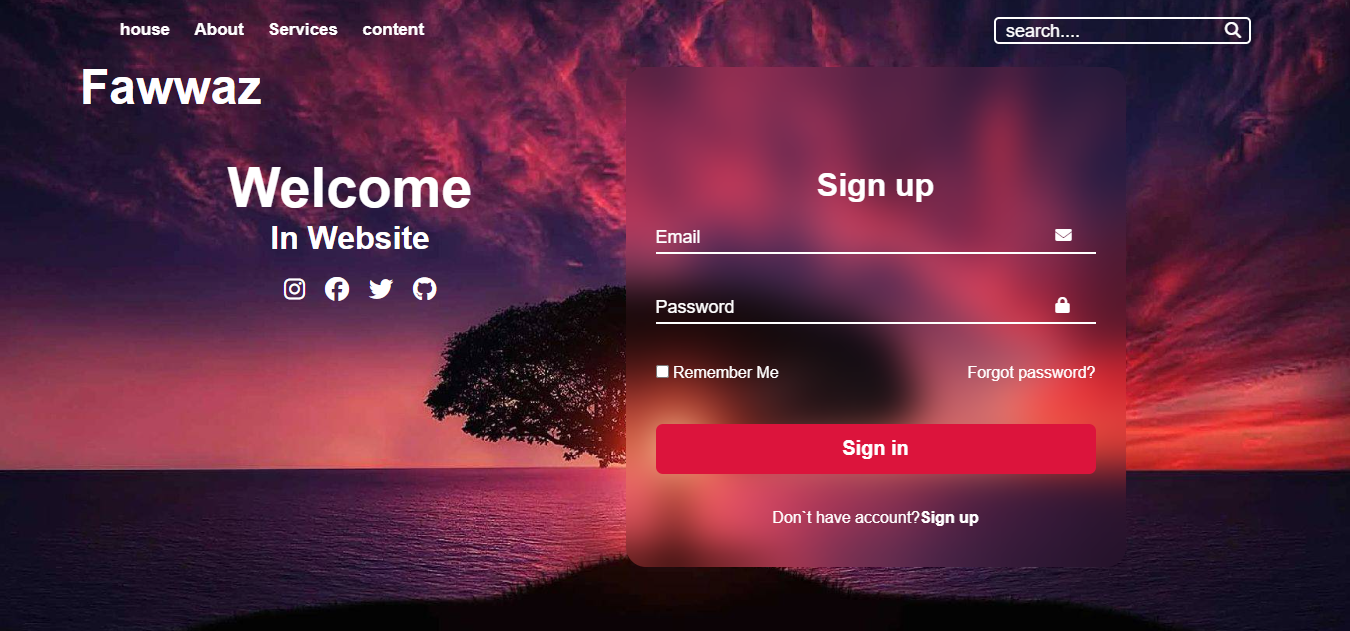 house About Services content
search....
Fawwaz
Welcome
In Website
Sign up
Email
Password
Remember Me
Forgot password?
Sign in
Don`t have account?Sign up